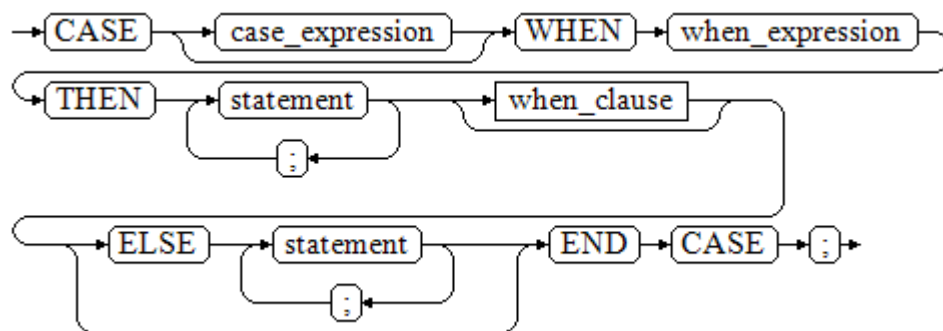 CASE case_expression WHEN when_expression
THEN statement when_clause
;
ELSE statement END CASE ;
;